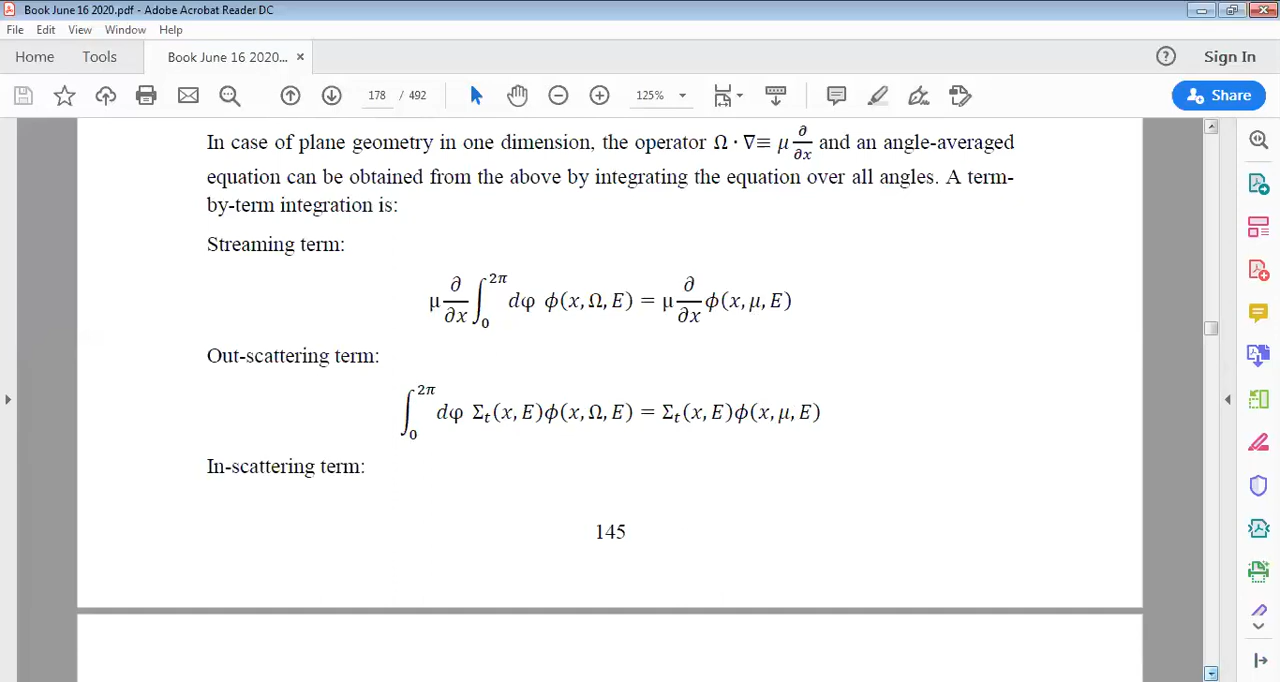 Book June 16 2020.pdf - Adobe Acrobat Reader DC
File Edit View Window Help
Home Tools Book June 16 2020... × ? Sign In
178 / 492 125% Share
In case of plane geometry in one dimension, the operator Ω · ∇≡ μ ∂/∂x and an angle-averaged
equation can be obtained from the above by integrating the equation over all angles. A term-
by-term integration is:
Streaming term:
μ ∂/∂x ∫₀^2π dφ ϕ(x, Ω, E) = μ ∂/∂x ϕ(x, μ, E)
Out-scattering term:
∫₀^2π dφ Σₜ(x, E)ϕ(x, Ω, E) = Σₜ(x, E)ϕ(x, μ, E)
In-scattering term:
145